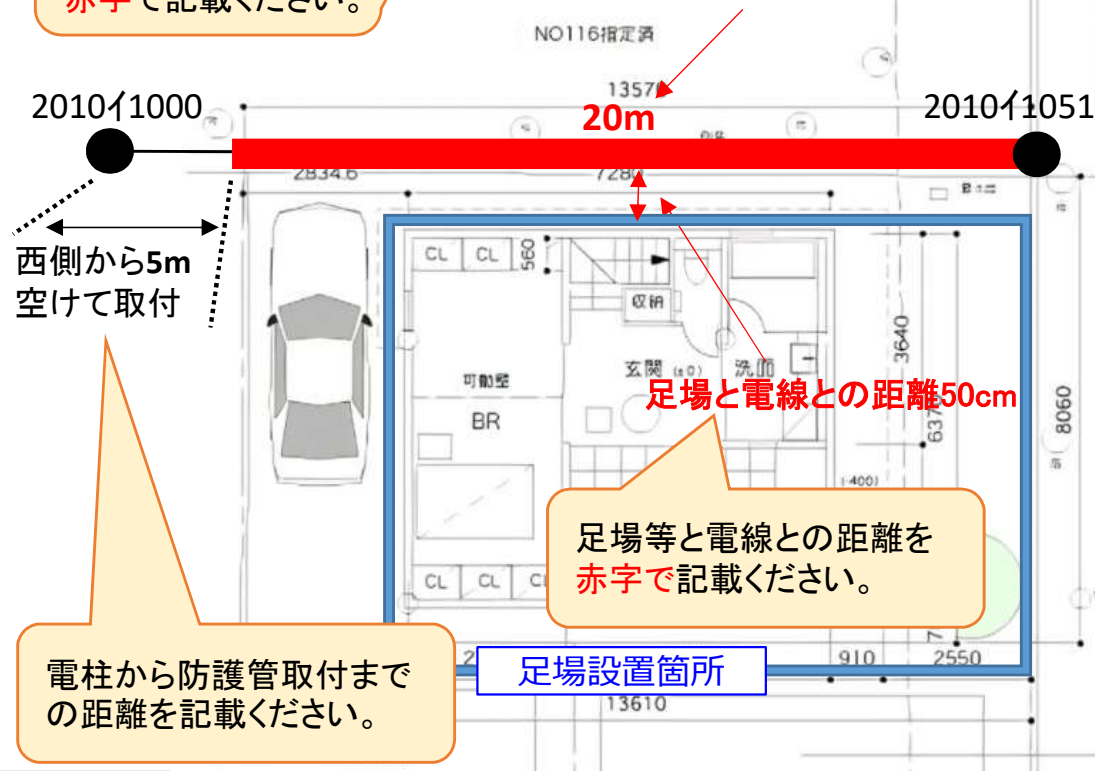 赤字で記載ください。
NO116指定済
1357
2010イ1000
20m
2010イ1051
2834.6
7280
西側から5m
空けて取付
CL
CL
560
収納
3640
可動壁
玄関 (±0)
洗面
足場と電線との距離50cm
BR
637
8060
(-400)
足場等と電線との距離を
赤字で記載ください。
CL
CL
C
7
2
910
2550
足場設置箇所
電柱から防護管取付まで
の距離を記載ください。
13610